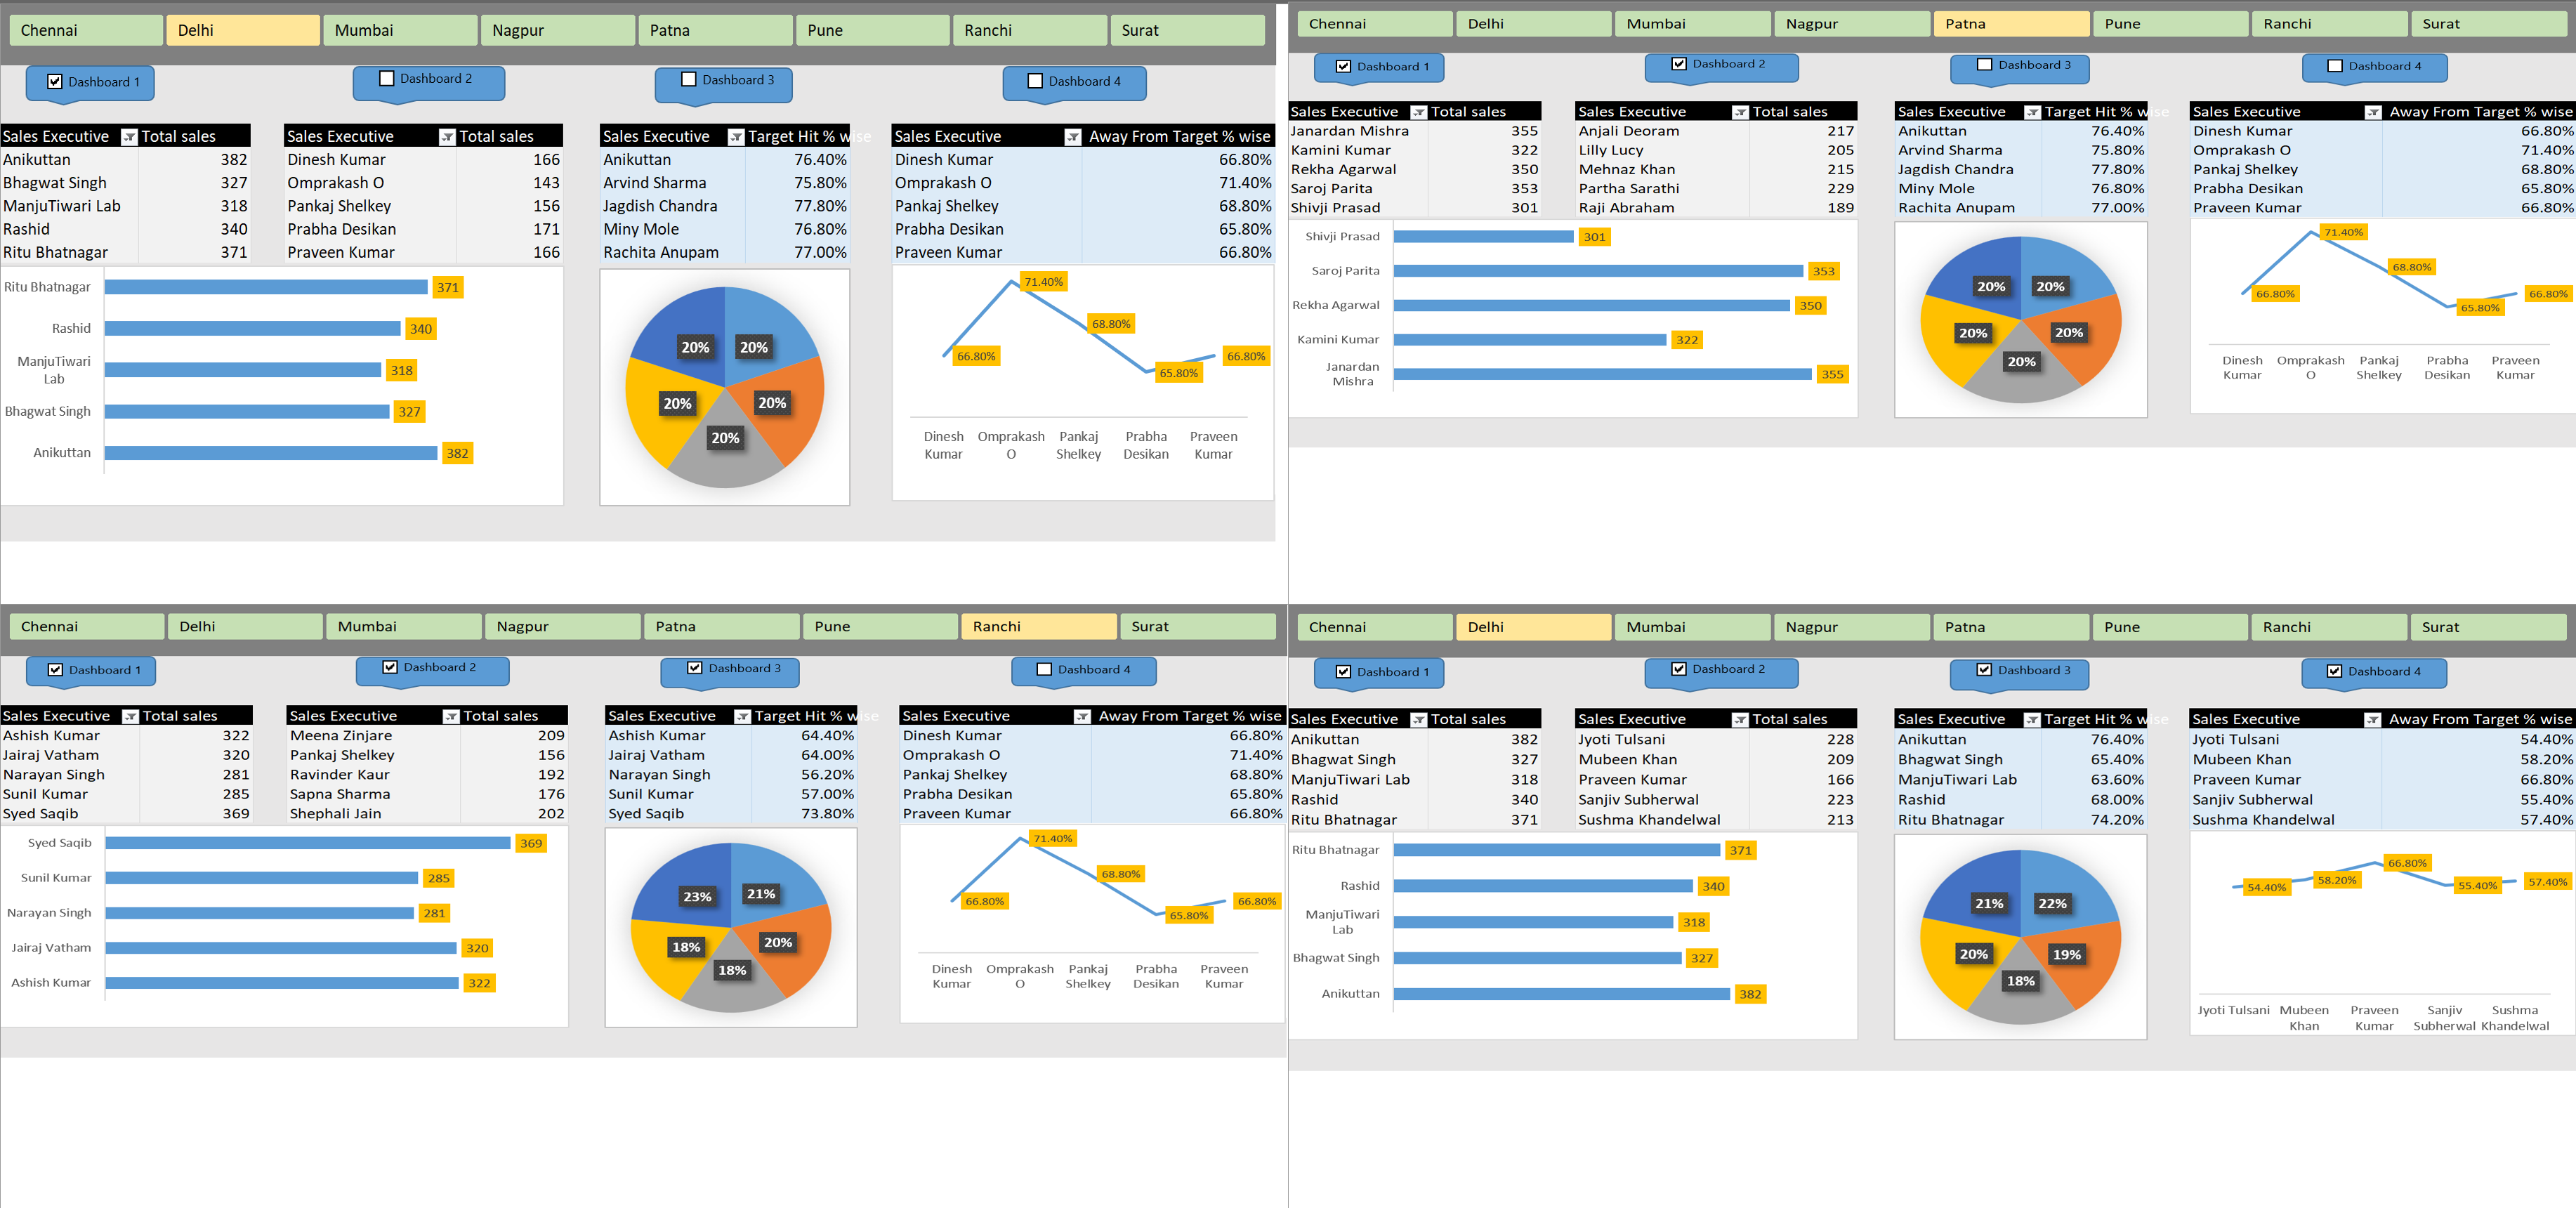 Chennai Delhi Mumbai Nagpur Patna Pune Ranchi Surat
Dashboard 1 Dashboard 2 Dashboard 3 Dashboard 4
Sales Executive Total sales Sales Executive Total sales Sales Executive Target Hit % wise Sales Executive Away From Target % wise
Anikuttan 382 Dinesh Kumar 166 Anikuttan 76.40% Dinesh Kumar 66.80%
Bhagwat Singh 327 Omprakash O 143 Arvind Sharma 75.80% Omprakash O 71.40%
ManjuTiwari Lab 318 Pankaj Shelkey 156 Jagdish Chandra 77.80% Pankaj Shelkey 68.80%
Rashid 340 Prabha Desikan 171 Miny Mole 76.80% Prabha Desikan 65.80%
Ritu Bhatnagar 371 Praveen Kumar 166 Rachita Anupam 77.00% Praveen Kumar 66.80%
Ritu Bhatnagar 371
Rashid 340
ManjuTiwari
Lab 318
Bhagwat Singh 327
Anikuttan 382
20% 20%
20% 20%
20%
71.40%
68.80%
66.80% 66.80%
65.80%
Dinesh Omprakash Pankaj Prabha Praveen
Kumar O Shelkey Desikan Kumar
Chennai Delhi Mumbai Nagpur Patna Pune Ranchi Surat
Dashboard 1 Dashboard 2 Dashboard 3 Dashboard 4
Sales Executive Total sales Sales Executive Total sales Sales Executive Target Hit % wise Sales Executive Away From Target % wise
Janardan Mishra 355 Anjali Deoram 217 Anikuttan 76.40% Dinesh Kumar 66.80%
Kamini Kumar 322 Lilly Lucy 205 Arvind Sharma 75.80% Omprakash O 71.40%
Rekha Agarwal 350 Mehnaz Khan 215 Jagdish Chandra 77.80% Pankaj Shelkey 68.80%
Saroj Parita 353 Partha Sarathi 229 Miny Mole 76.80% Prabha Desikan 65.80%
Shivji Prasad 301 Raji Abraham 189 Rachita Anupam 77.00% Praveen Kumar 66.80%
Shivji Prasad 301
Saroj Parita 353
Rekha Agarwal 350
Kamini Kumar 322
Janardan
Mishra 355
20% 20%
20% 20%
20%
71.40%
68.80%
66.80% 66.80%
65.80%
Dinesh Omprakash Pankaj Prabha Praveen
Kumar O Shelkey Desikan Kumar
Chennai Delhi Mumbai Nagpur Patna Pune Ranchi Surat
Dashboard 1 Dashboard 2 Dashboard 3 Dashboard 4
Sales Executive Total sales Sales Executive Total sales Sales Executive Target Hit % wise Sales Executive Away From Target % wise
Ashish Kumar 322 Meena Zinjare 209 Ashish Kumar 64.40% Dinesh Kumar 66.80%
Jairaj Vatham 320 Pankaj Shelkey 156 Jairaj Vatham 64.00% Omprakash O 71.40%
Narayan Singh 281 Ravinder Kaur 192 Narayan Singh 56.20% Pankaj Shelkey 68.80%
Sunil Kumar 285 Sapna Sharma 176 Sunil Kumar 57.00% Prabha Desikan 65.80%
Syed Saqib 369 Shephali Jain 202 Syed Saqib 73.80% Praveen Kumar 66.80%
Syed Saqib 369
Sunil Kumar 285
Narayan Singh 281
Jairaj Vatham 320
Ashish Kumar 322
23% 21%
18% 20%
18%
71.40%
68.80%
66.80% 66.80%
65.80%
Dinesh Omprakash Pankaj Prabha Praveen
Kumar O Shelkey Desikan Kumar
Chennai Delhi Mumbai Nagpur Patna Pune Ranchi Surat
Dashboard 1 Dashboard 2 Dashboard 3 Dashboard 4
Sales Executive Total sales Sales Executive Total sales Sales Executive Target Hit % wise Sales Executive Away From Target % wise
Anikuttan 382 Jyoti Tulsani 228 Anikuttan 76.40% Jyoti Tulsani 54.40%
Bhagwat Singh 327 Mubeen Khan 209 Bhagwat Singh 65.40% Mubeen Khan 58.20%
ManjuTiwari Lab 318 Praveen Kumar 166 ManjuTiwari Lab 63.60% Praveen Kumar 66.80%
Rashid 340 Sanjiv Subherwal 223 Rashid 68.00% Sanjiv Subherwal 55.40%
Ritu Bhatnagar 371 Sushma Khandelwal 213 Ritu Bhatnagar 74.20% Sushma Khandelwal 57.40%
Ritu Bhatnagar 371
Rashid 340
ManjuTiwari
Lab 318
Bhagwat Singh 327
Anikuttan 382
21% 22%
20% 19%
18%
66.80%
54.40% 58.20% 55.40% 57.40%
Jyoti Tulsani Mubeen Praveen Sanjiv Sushma
Khan Kumar Subherwal Khandelwal